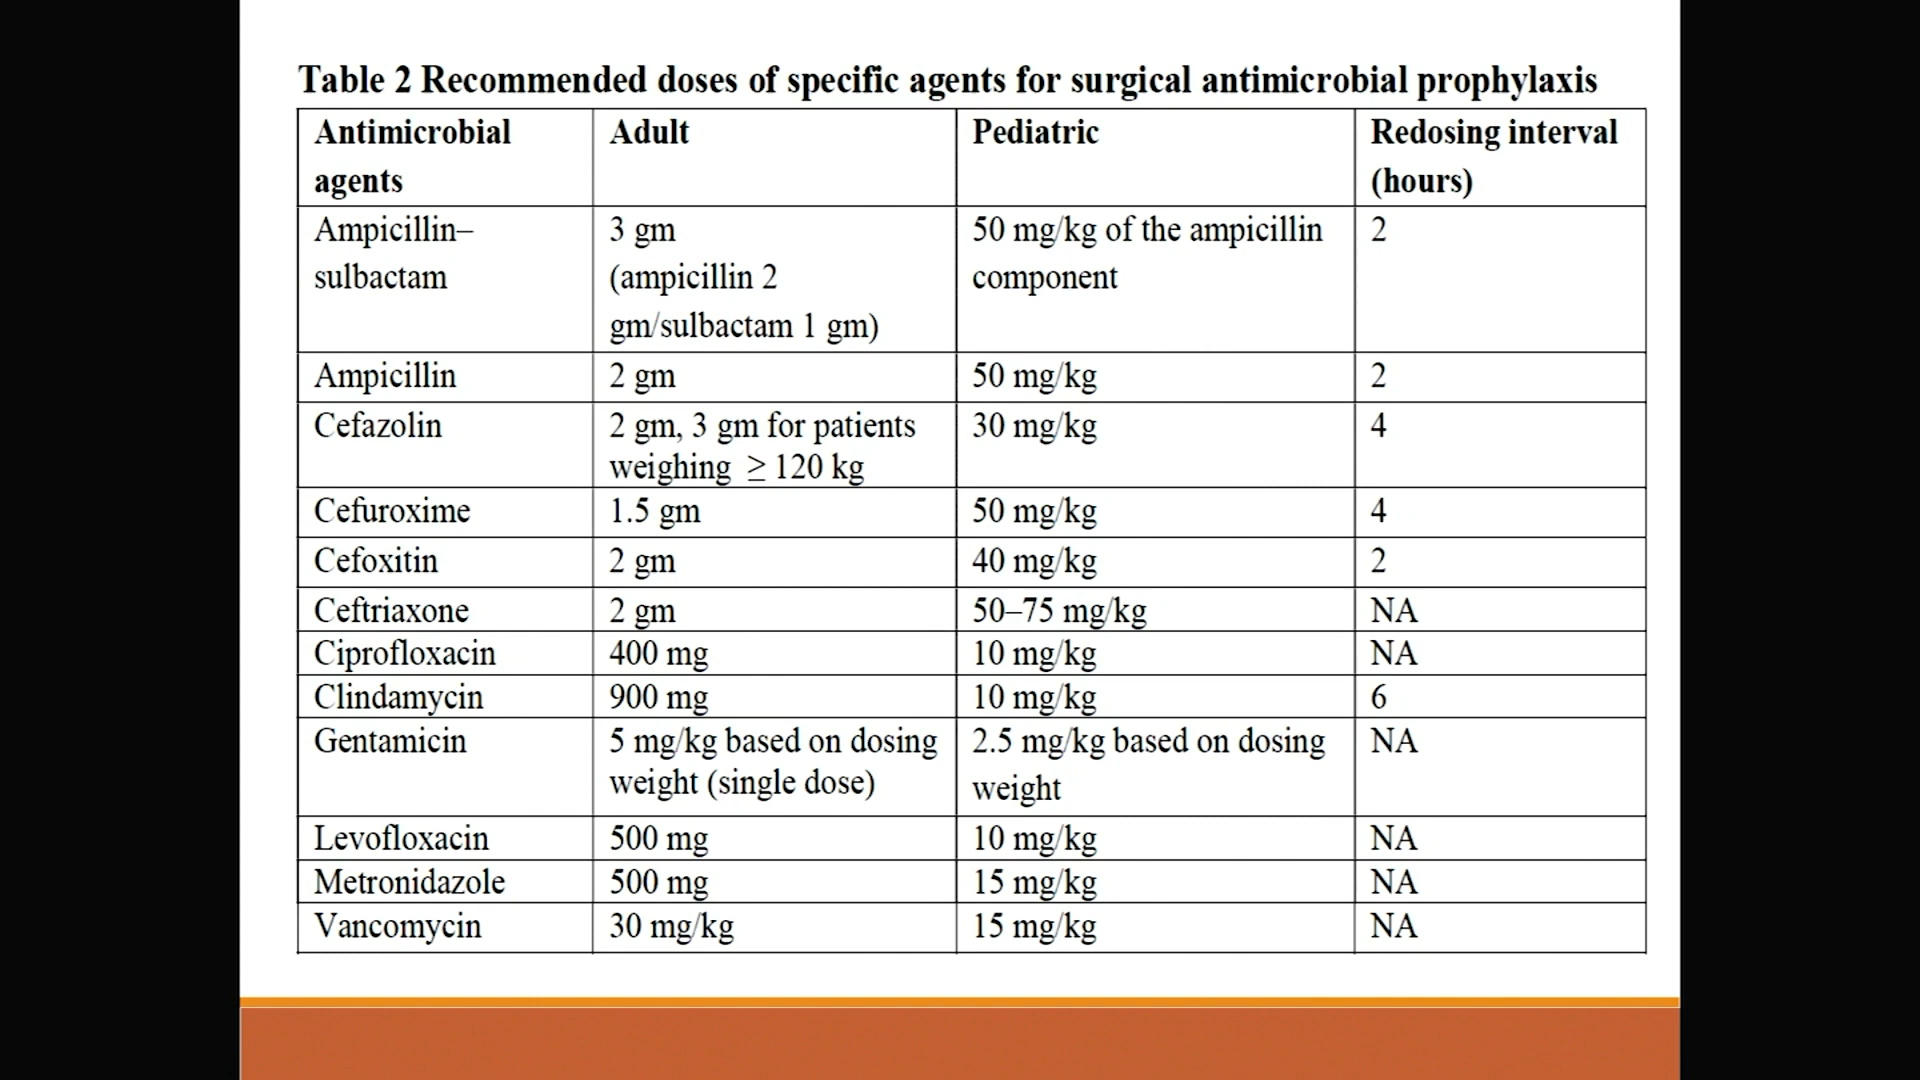 Table 2 Recommended doses of specific agents for surgical antimicrobial prophylaxis
Antimicrobial agents | Adult | Pediatric | Redosing interval (hours)
Ampicillin–sulbactam | 3 gm (ampicillin 2 gm/sulbactam 1 gm) | 50 mg/kg of the ampicillin component | 2
Ampicillin | 2 gm | 50 mg/kg | 2
Cefazolin | 2 gm, 3 gm for patients weighing ≥ 120 kg | 30 mg/kg | 4
Cefuroxime | 1.5 gm | 50 mg/kg | 4
Cefoxitin | 2 gm | 40 mg/kg | 2
Ceftriaxone | 2 gm | 50–75 mg/kg | NA
Ciprofloxacin | 400 mg | 10 mg/kg | NA
Clindamycin | 900 mg | 10 mg/kg | 6
Gentamicin | 5 mg/kg based on dosing weight (single dose) | 2.5 mg/kg based on dosing weight | NA
Levofloxacin | 500 mg | 10 mg/kg | NA
Metronidazole | 500 mg | 15 mg/kg | NA
Vancomycin | 30 mg/kg | 15 mg/kg | NA